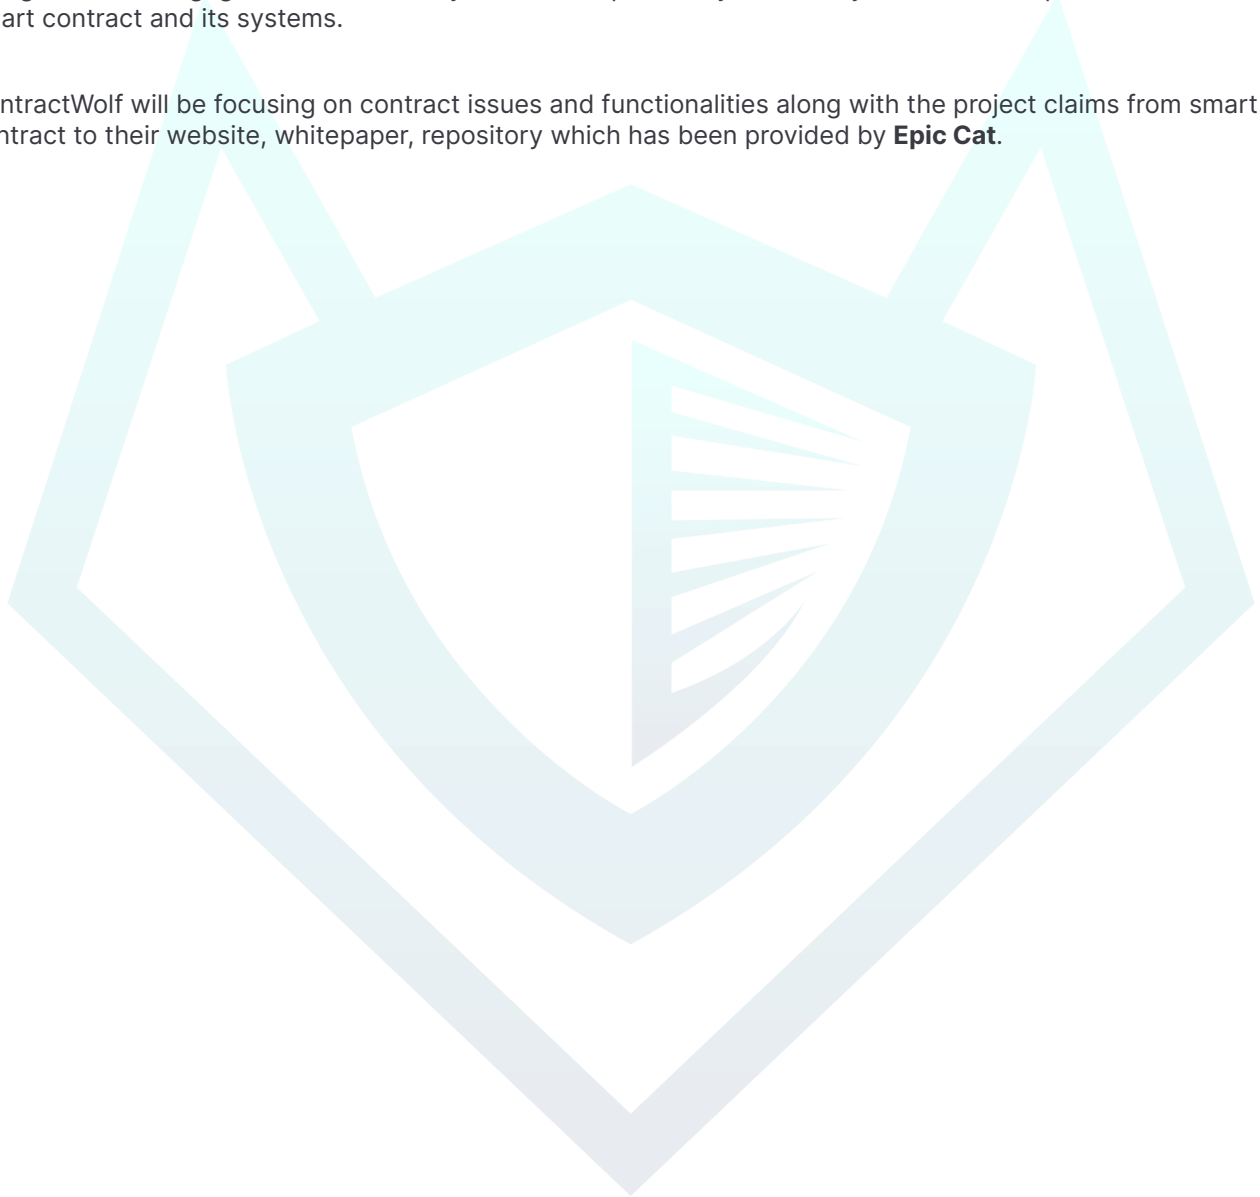 art contract and its systems.
ntractWolf will be focusing on contract issues and functionalities along with the project claims from smart
ntract to their website, whitepaper, repository which has been provided by Epic Cat.